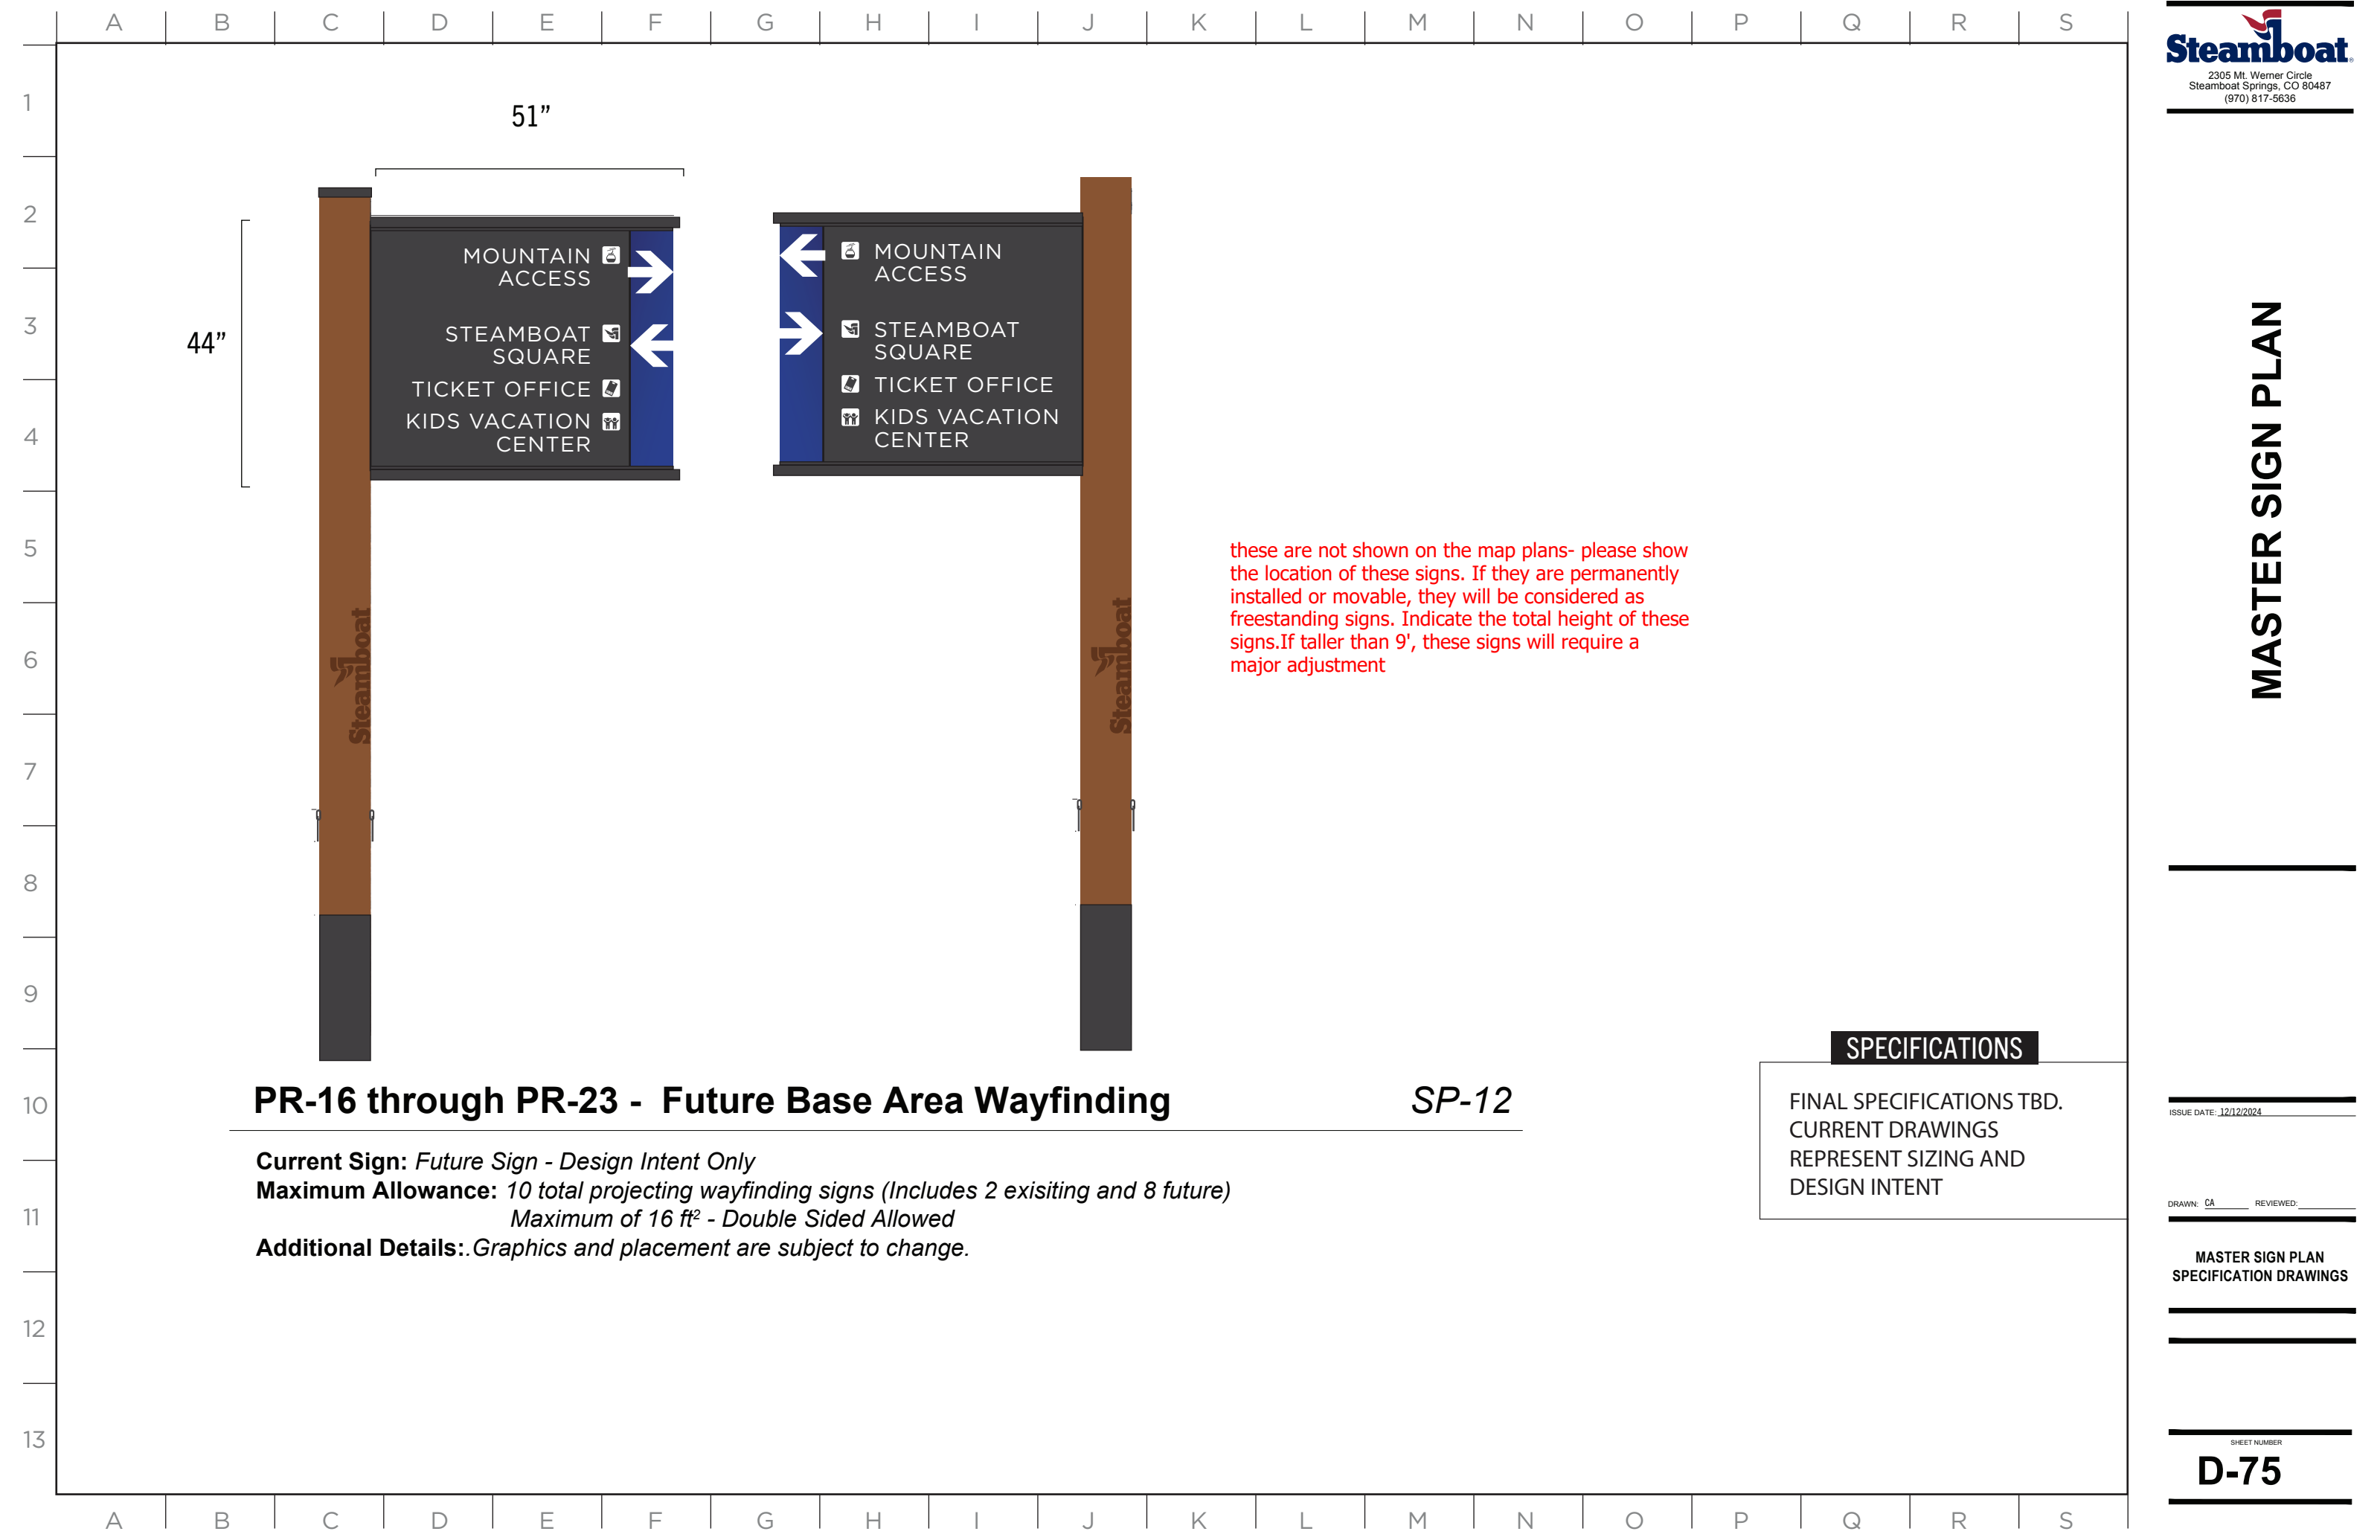 A B C D E F G H I J K L M N O P Q R S
1
2
3
4
5
6
7
8
9
10
11
12
13
51”
44”
MOUNTAIN
ACCESS
STEAMBOAT
SQUARE
TICKET OFFICE
KIDS VACATION
CENTER
Steamboat
MOUNTAIN
ACCESS
STEAMBOAT
SQUARE
TICKET OFFICE
KIDS VACATION
CENTER
Steamboat
these are not shown on the map plans- please show
the location of these signs. If they are permanently
installed or movable, they will be considered as
freestanding signs. Indicate the total height of these
signs.If taller than 9', these signs will require a
major adjustment
PR-16 through PR-23 - Future Base Area Wayfinding SP-12
Current Sign: Future Sign - Design Intent Only
Maximum Allowance: 10 total projecting wayfinding signs (Includes 2 exisiting and 8 future)
Maximum of 16 ft² - Double Sided Allowed
Additional Details:.Graphics and placement are subject to change.
SPECIFICATIONS
FINAL SPECIFICATIONS TBD.
CURRENT DRAWINGS
REPRESENT SIZING AND
DESIGN INTENT
A B C D E F G H I J K L M N O P Q R S
Steamboat®
2305 Mt. Werner Circle
Steamboat Springs, CO 80487
(970) 817-5636
MASTER SIGN PLAN
ISSUE DATE: 12/12/2024
DRAWN: CA REVIEWED:
MASTER SIGN PLAN
SPECIFICATION DRAWINGS
SHEET NUMBER
D-75